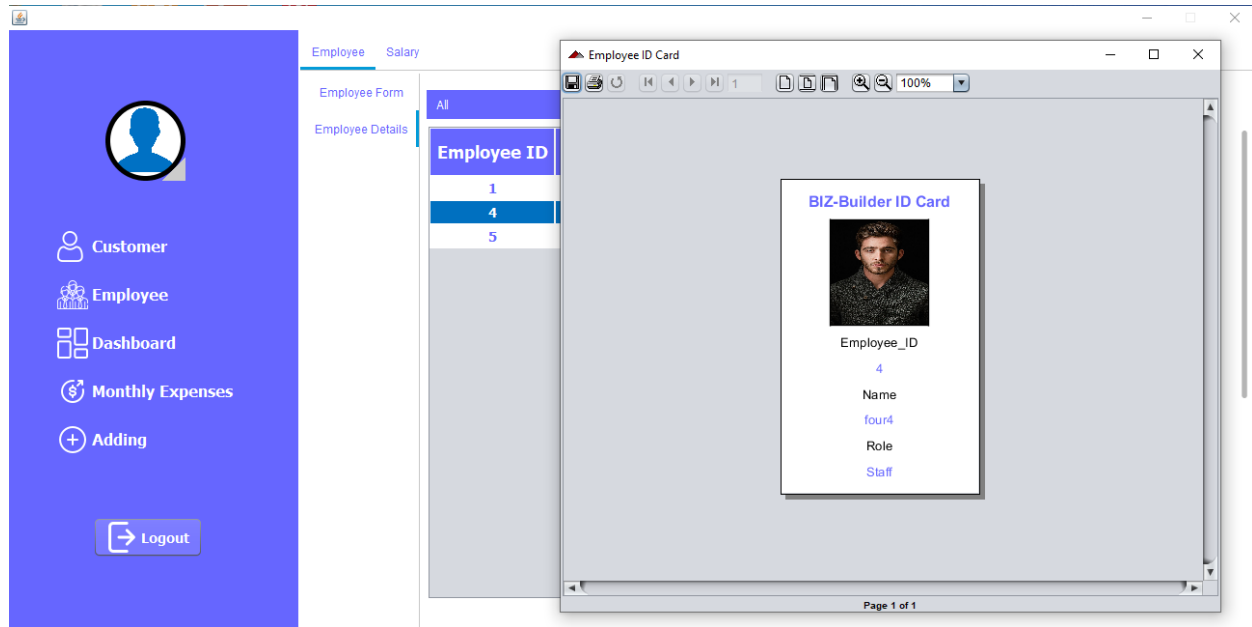 Customer
Employee
Dashboard
Monthly Expenses
Adding
Logout
Employee Salary
Employee Form
Employee Details
All
Employee ID
1
4
5
Employee ID Card
1
100%
BIZ-Builder ID Card
Employee_ID
4
Name
four4
Role
Staff
Page 1 of 1